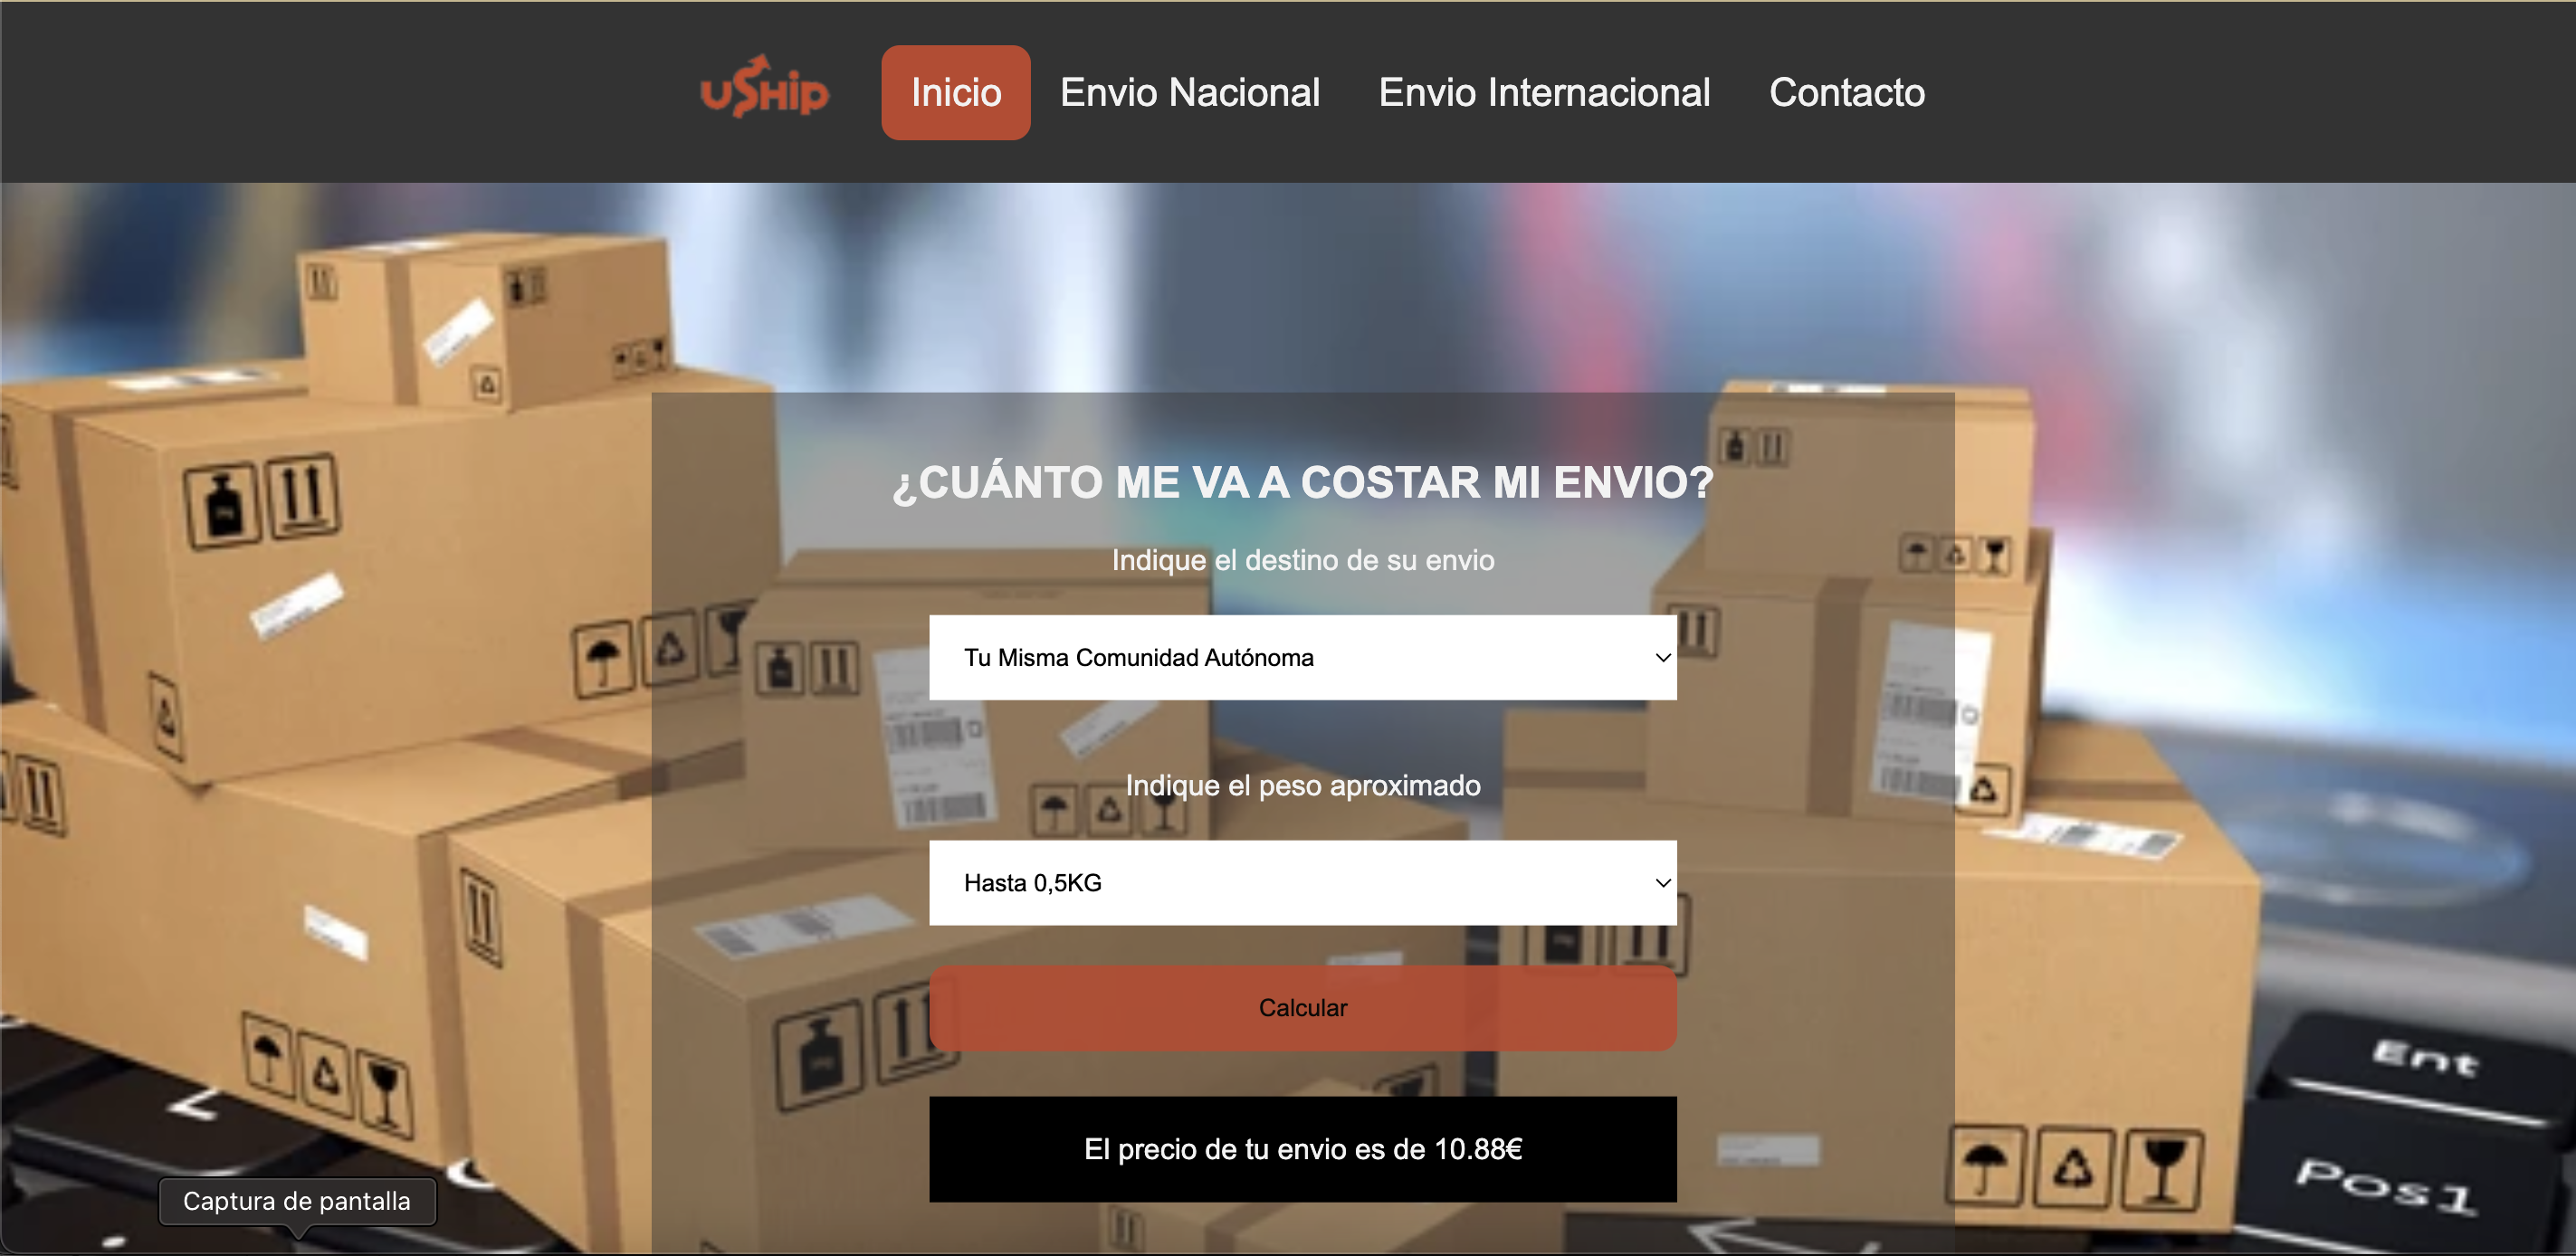 uSHip
Inicio
Envio Nacional
Envio Internacional
Contacto
¿CUÁNTO ME VA A COSTAR MI ENVIO?
Indique el destino de su envio
Tu Misma Comunidad Autónoma
Indique el peso aproximado
Hasta 0,5KG
Calcular
El precio de tu envio es de 10.88€
Captura de pantalla
Ent
Pos1